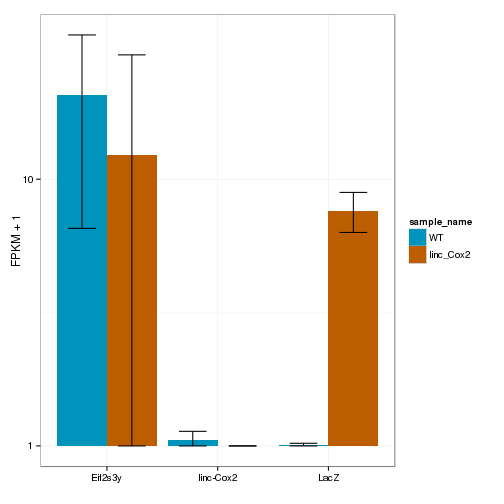 FPKM + 1
10
1
Eif2s3y
linc-Cox2
LacZ
sample_name
WT
linc_Cox2